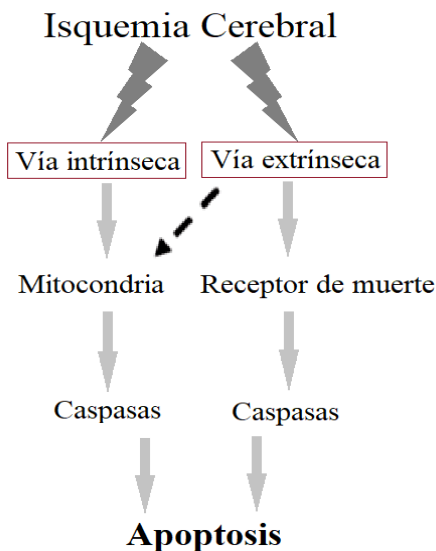 Isquemia Cerebral
Vía intrínseca
Vía extrínseca
Mitocondria
Receptor de muerte
Caspasas
Caspasas
Apoptosis